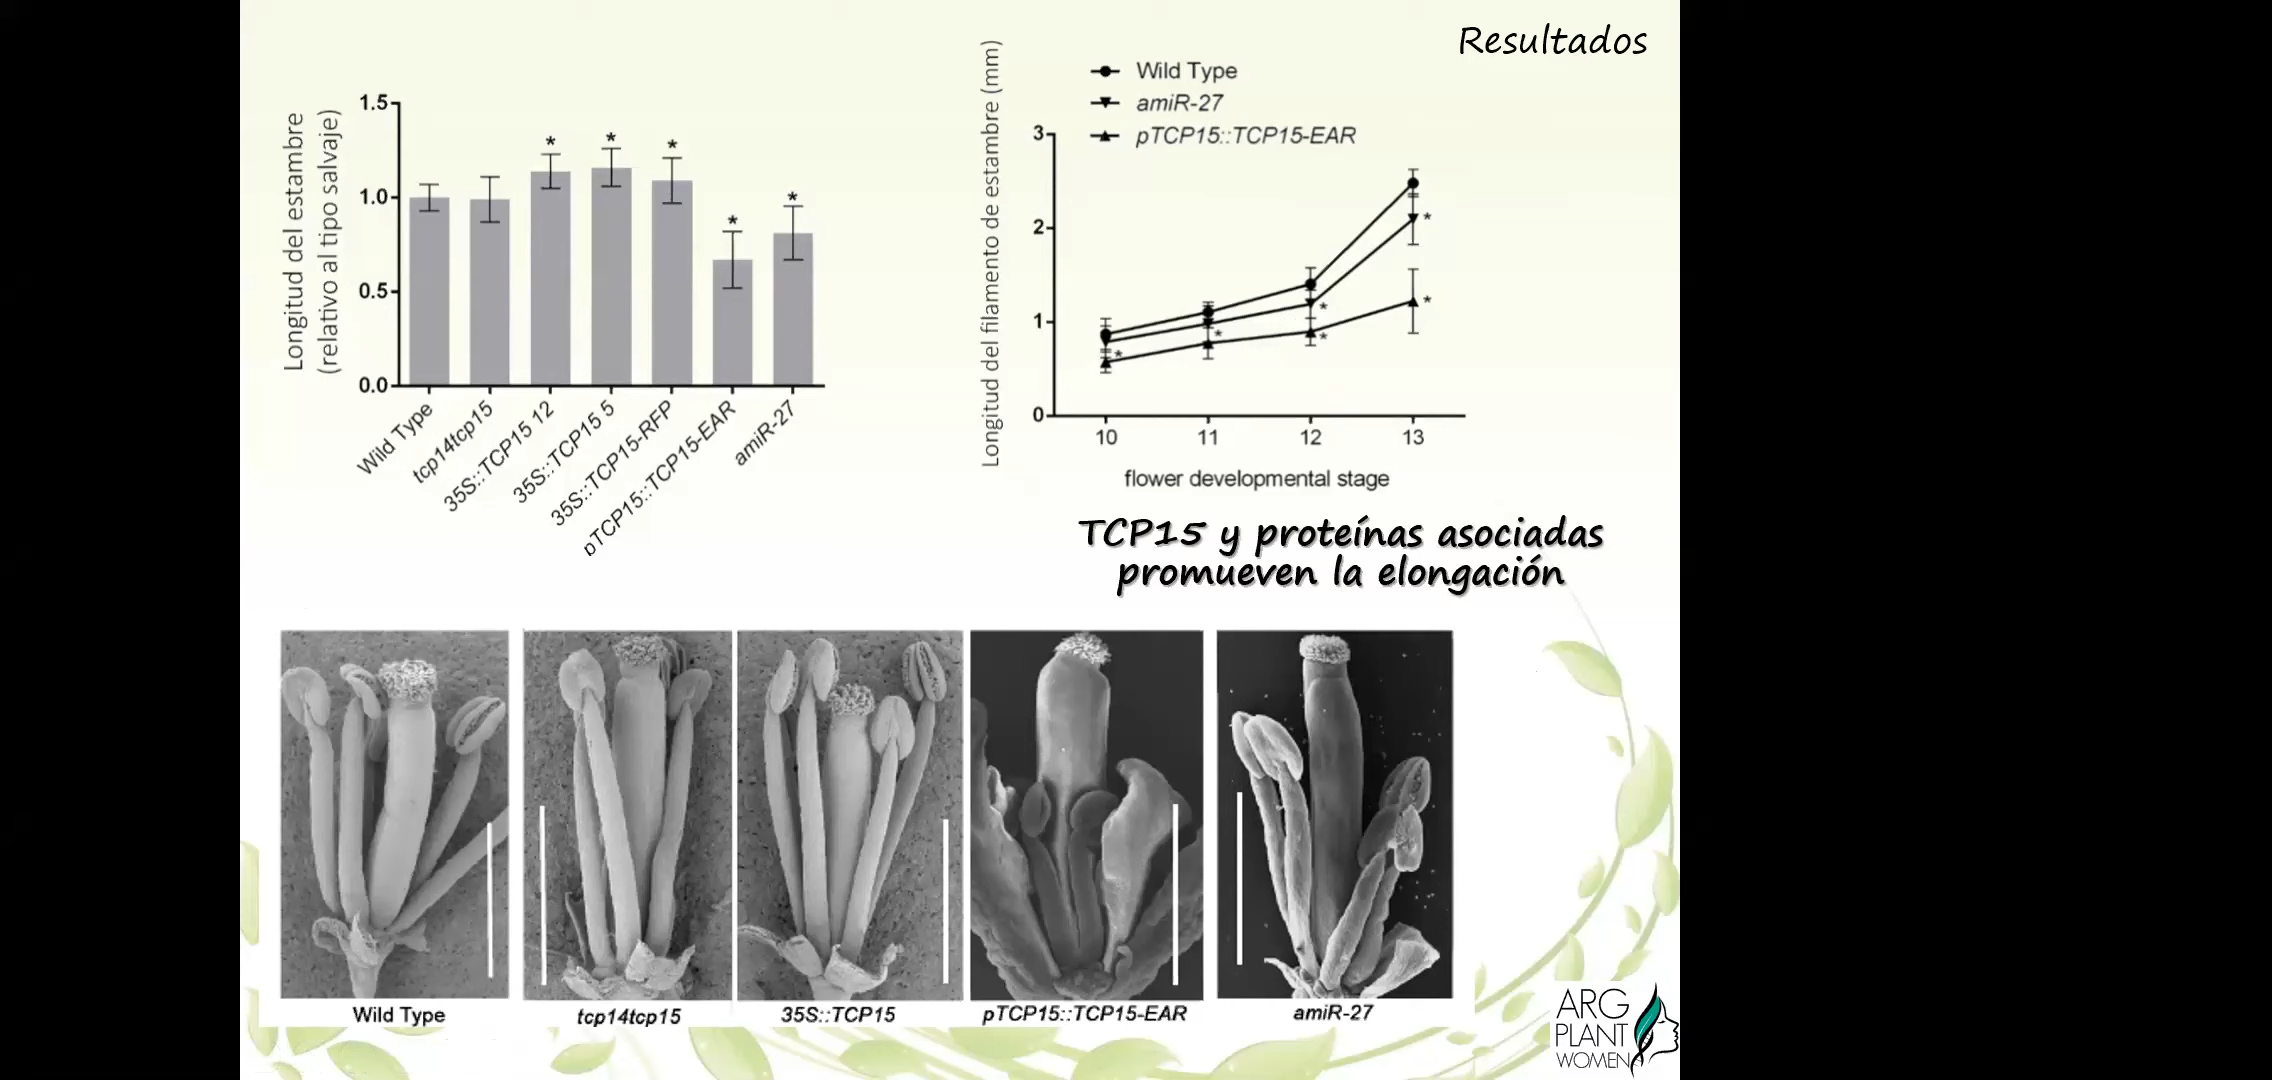 Resultados
Longitud del estambre
(relativo al tipo salvaje)
1.5
1.0
0.5
0.0
* * * * *
Wild Type
tcp14tcp15
35S::TCP15 12
35S::TCP15 5
35S::TCP15-RFP
pTCP15::TCP15-EAR
amiR-27
Longitud del filamento de estambre (mm)
Wild Type
amiR-27
pTCP15::TCP15-EAR
3
2
1
0
* * * * * *
10 11 12 13
flower developmental stage
TCP15 y proteínas asociadas
promueven la elongación
Wild Type
tcp14tcp15
35S::TCP15
pTCP15::TCP15-EAR
amiR-27
ARG
PLANT
WOMEN